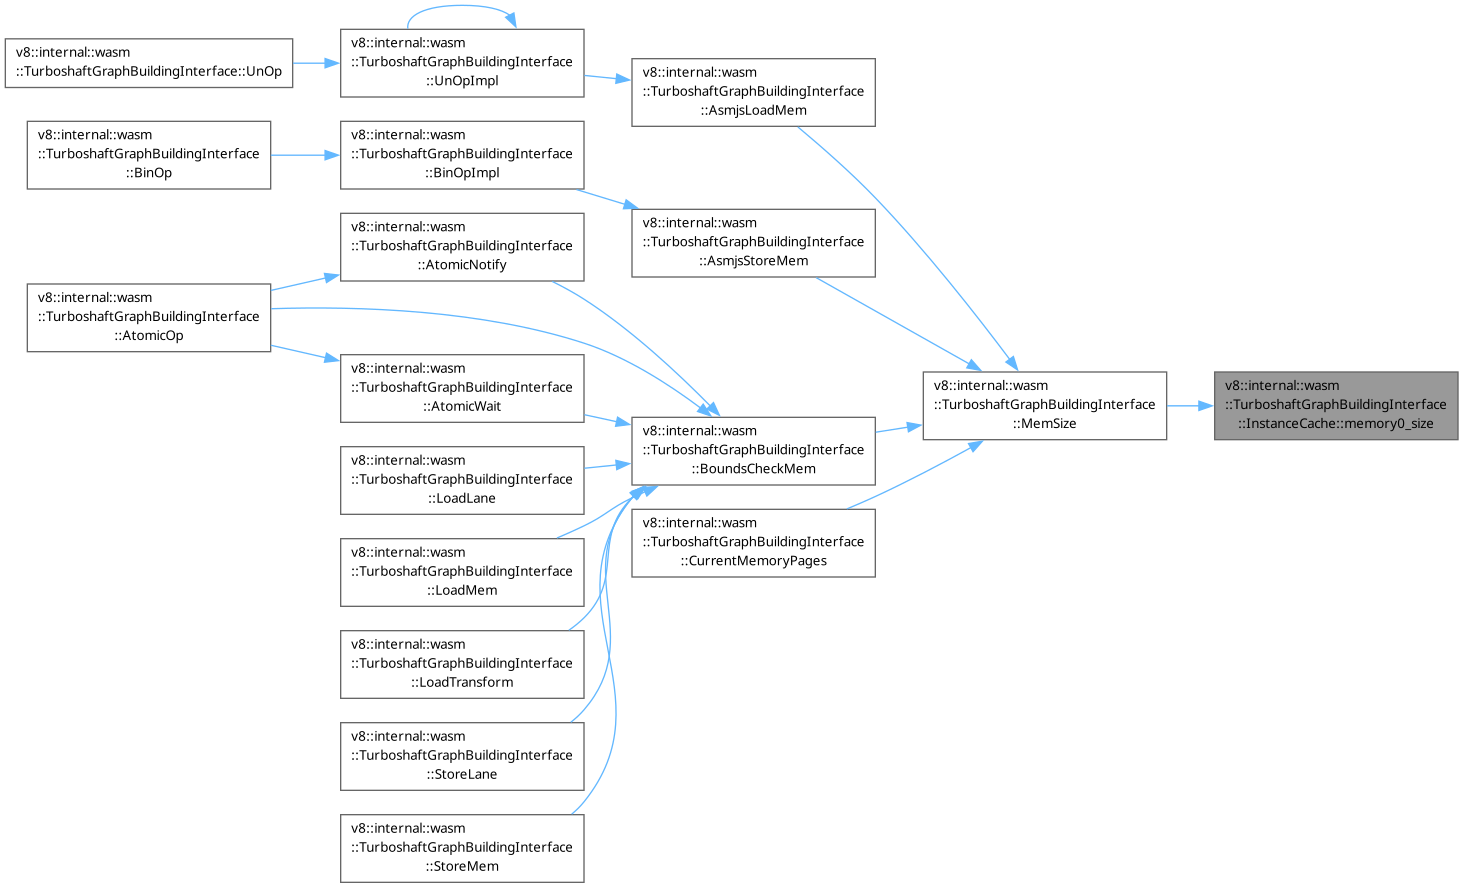 v8::internal::wasm
::TurboshaftGraphBuildingInterface::UnOp
v8::internal::wasm
::TurboshaftGraphBuildingInterface
::UnOpImpl
v8::internal::wasm
::TurboshaftGraphBuildingInterface
::AsmjsLoadMem
v8::internal::wasm
::TurboshaftGraphBuildingInterface
::BinOp
v8::internal::wasm
::TurboshaftGraphBuildingInterface
::BinOpImpl
v8::internal::wasm
::TurboshaftGraphBuildingInterface
::AsmjsStoreMem
v8::internal::wasm
::TurboshaftGraphBuildingInterface
::AtomicNotify
v8::internal::wasm
::TurboshaftGraphBuildingInterface
::AtomicOp
v8::internal::wasm
::TurboshaftGraphBuildingInterface
::AtomicWait
v8::internal::wasm
::TurboshaftGraphBuildingInterface
::MemSize
v8::internal::wasm
::TurboshaftGraphBuildingInterface
::InstanceCache::memory0_size
v8::internal::wasm
::TurboshaftGraphBuildingInterface
::BoundsCheckMem
v8::internal::wasm
::TurboshaftGraphBuildingInterface
::LoadLane
v8::internal::wasm
::TurboshaftGraphBuildingInterface
::CurrentMemoryPages
v8::internal::wasm
::TurboshaftGraphBuildingInterface
::LoadMem
v8::internal::wasm
::TurboshaftGraphBuildingInterface
::LoadTransform
v8::internal::wasm
::TurboshaftGraphBuildingInterface
::StoreLane
v8::internal::wasm
::TurboshaftGraphBuildingInterface
::StoreMem